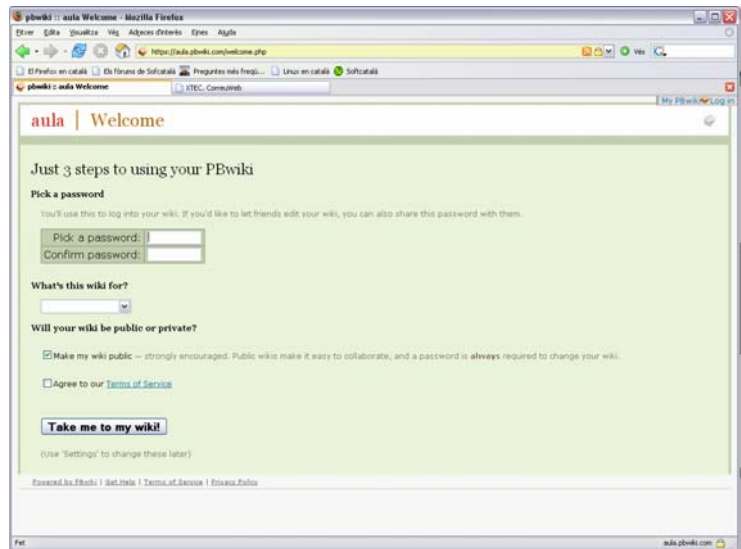 pbwiki :: aula Welcome - Mozilla Firefox
Fitxer Edita Visualitza Vés Adreces d'interès Eines Ajuda
https://aula.pbwiki.com/welcome.php Vés
El Firefox en català Els fòrums de Softcatalà Preguntes més freqü... Linux en català Softcatalà
pbwiki :: aula Welcome XTEC. CorreuWeb
My PBwiki Log in
aula | Welcome
Just 3 steps to using your PBwiki
Pick a password
You'll use this to log into your wiki. If you'd like to let friends edit your wiki, you can also share this password with them.
Pick a password:
Confirm password:
What's this wiki for?
Will your wiki be public or private?
Make my wiki public — strongly encouraged. Public wikis make it easy to collaborate, and a password is always required to change your wiki.
Agree to our Terms of Service
Take me to my wiki!
(Use 'Settings' to change these later)
Powered by PBwiki | Get Help | Terms of Service | Privacy Policy
Fet aula.pbwiki.com